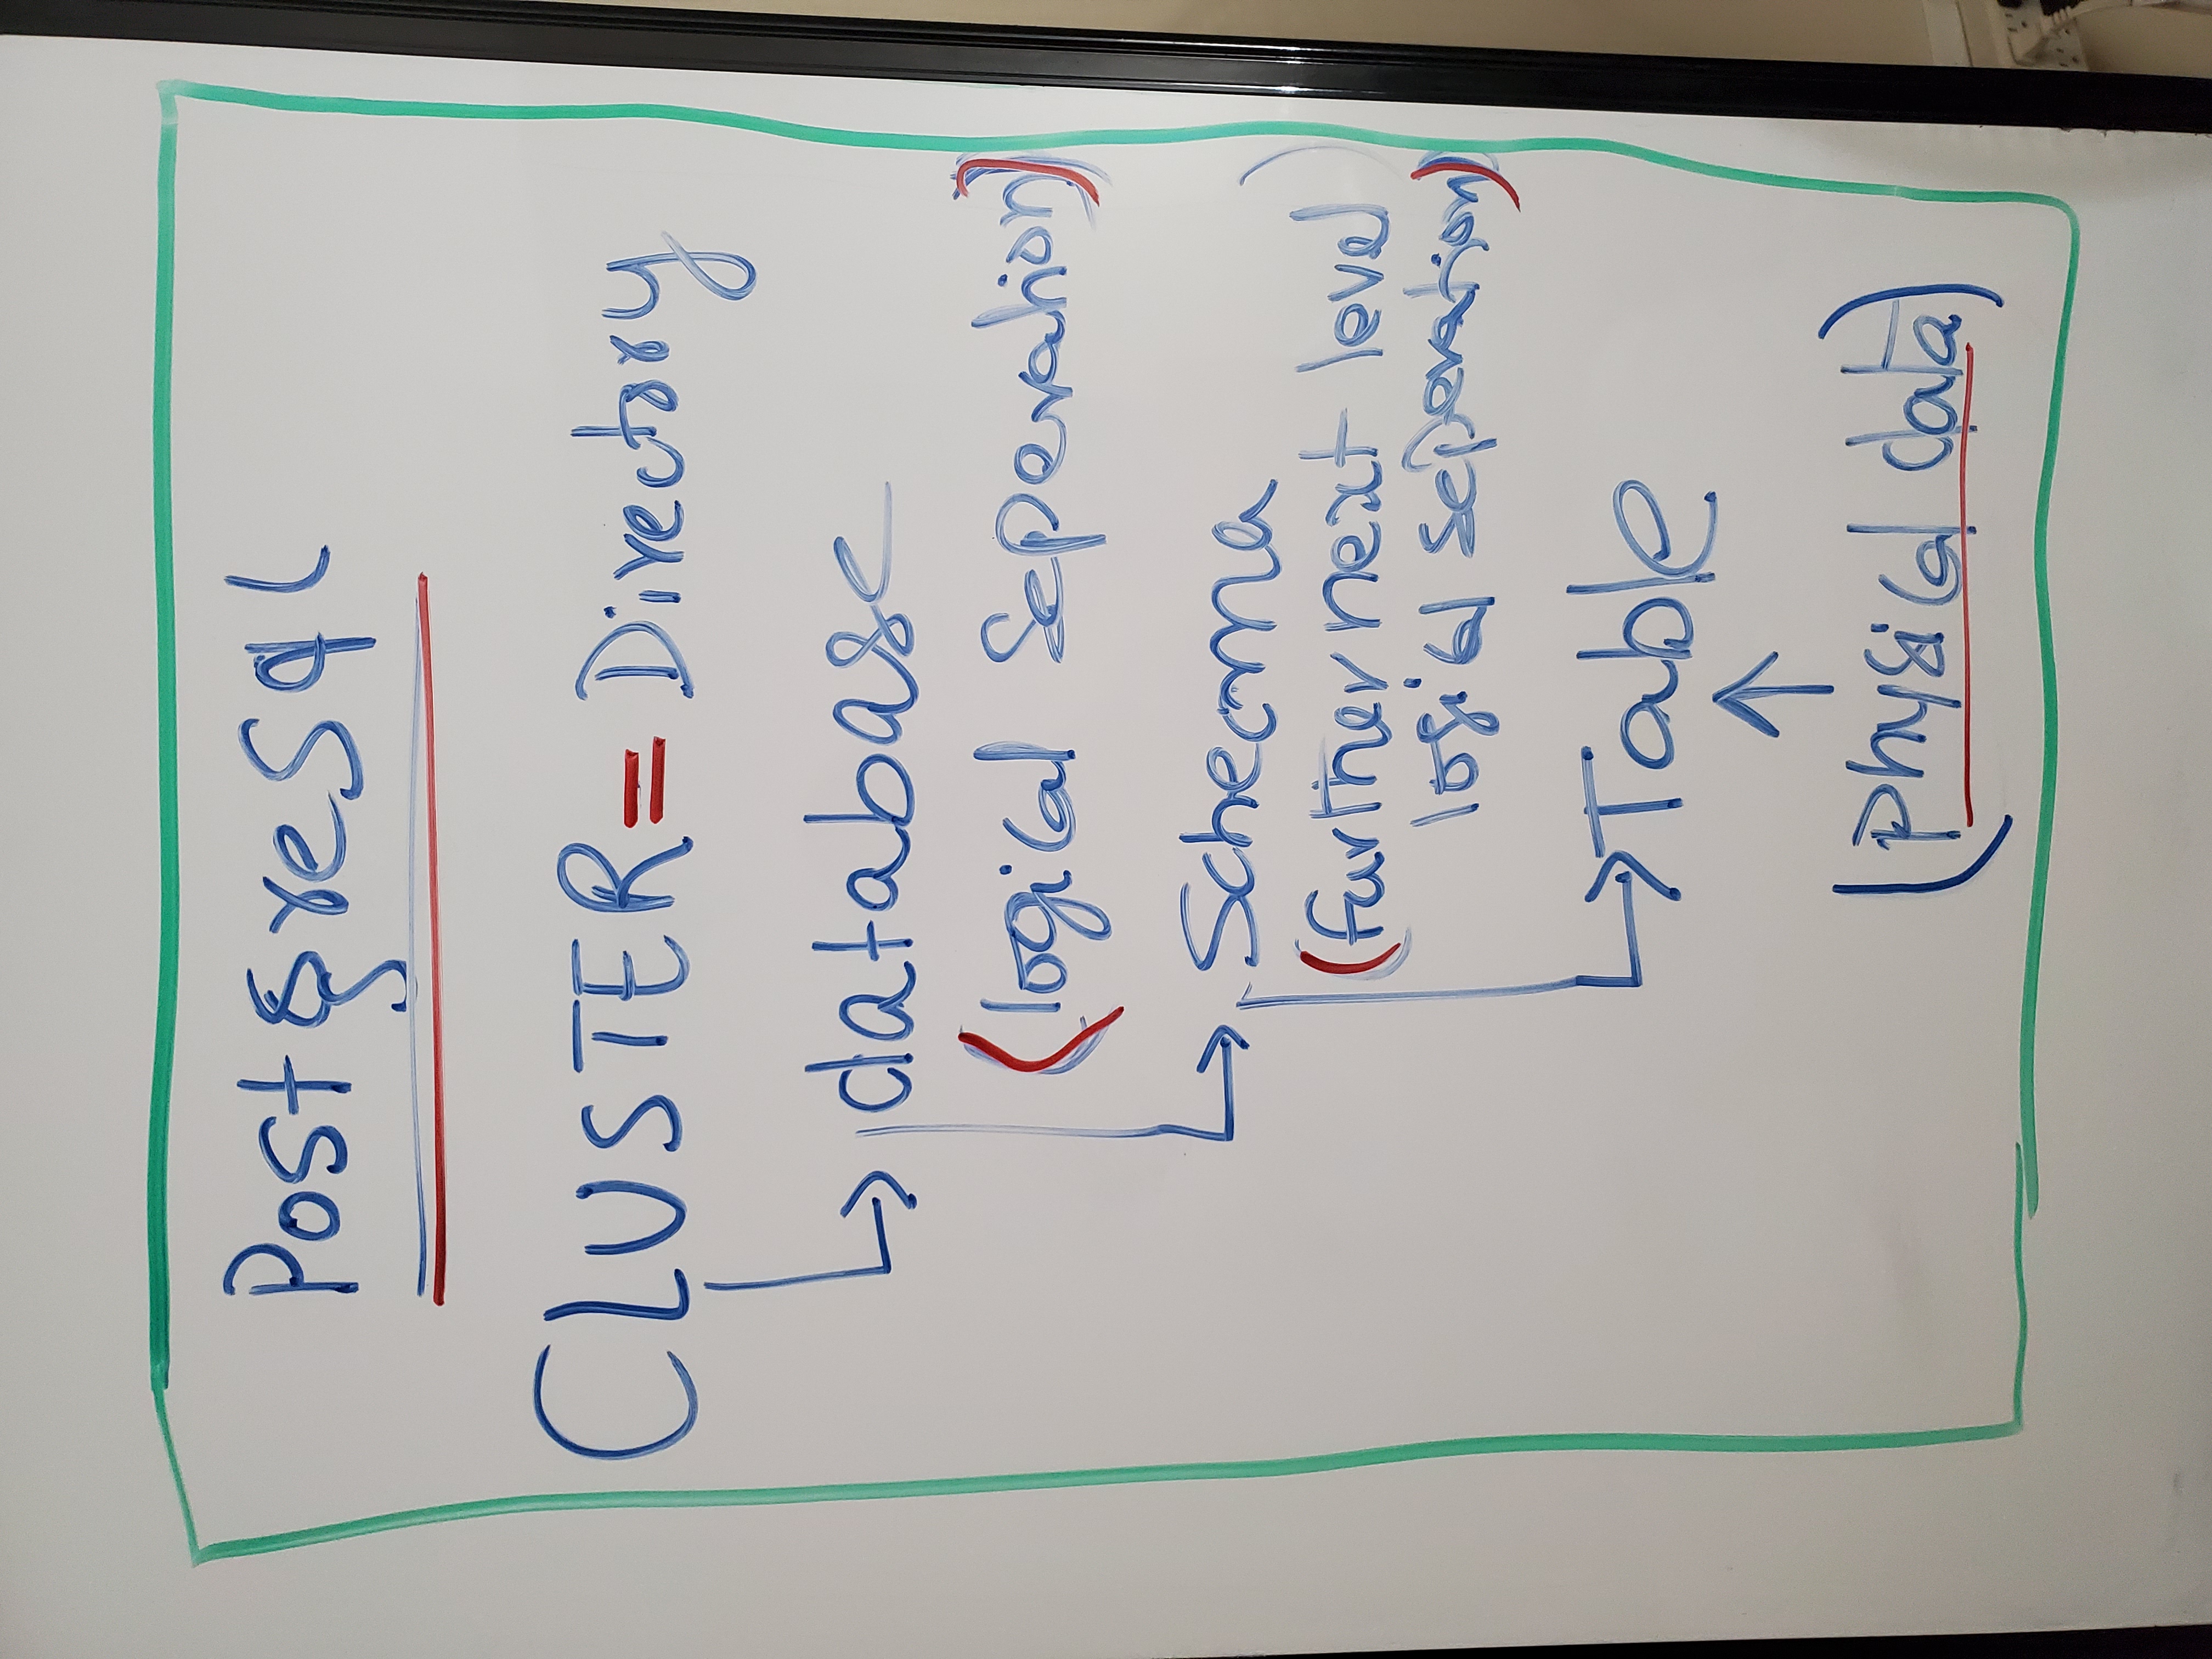 PostgreSql
CLUSTER = Directory
database
(logical Seperation)
Schema
(further next level
logical seperation)
Table
(physical data)